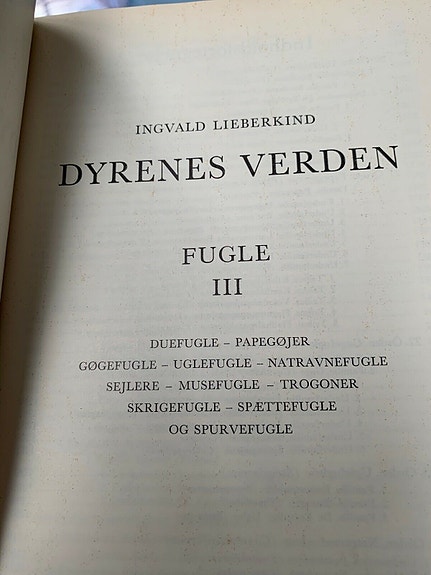 INGVALD LIEBERKIND
DYRENES VERDEN
FUGLE
III
DUEFUGLE – PAPEGØJER
GØGEFUGLE – UGLEFUGLE – NATRAVNEFUGLE
SEJLERE – MUSEFUGLE – TROGONER
SKRIGEFUGLE – SPÆTTEFUGLE
OG SPURVEFUGLE